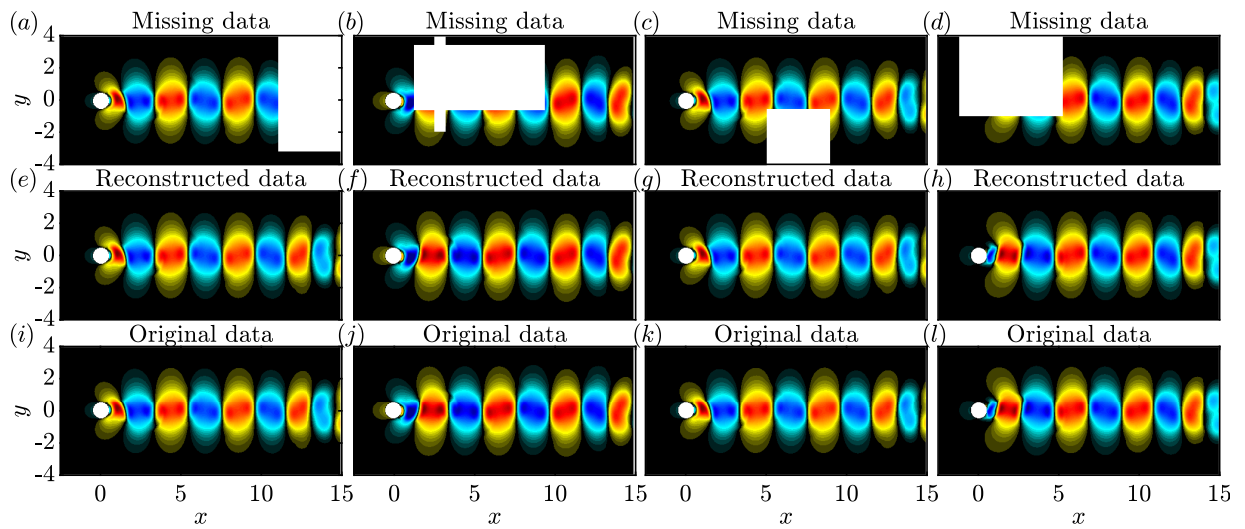 (a) Missing data (b) Missing data (c) Missing data (d) Missing data
4
2
y 0
-2
-4
(e) Reconstructed data (f) Reconstructed data (g) Reconstructed data (h) Reconstructed data
4
2
y 0
-2
-4
(i) Original data (j) Original data (k) Original data (l) Original data
4
2
y 0
-2
-4
0 5 10 15 0 5 10 15 0 5 10 15 0 5 10 15
x x x x